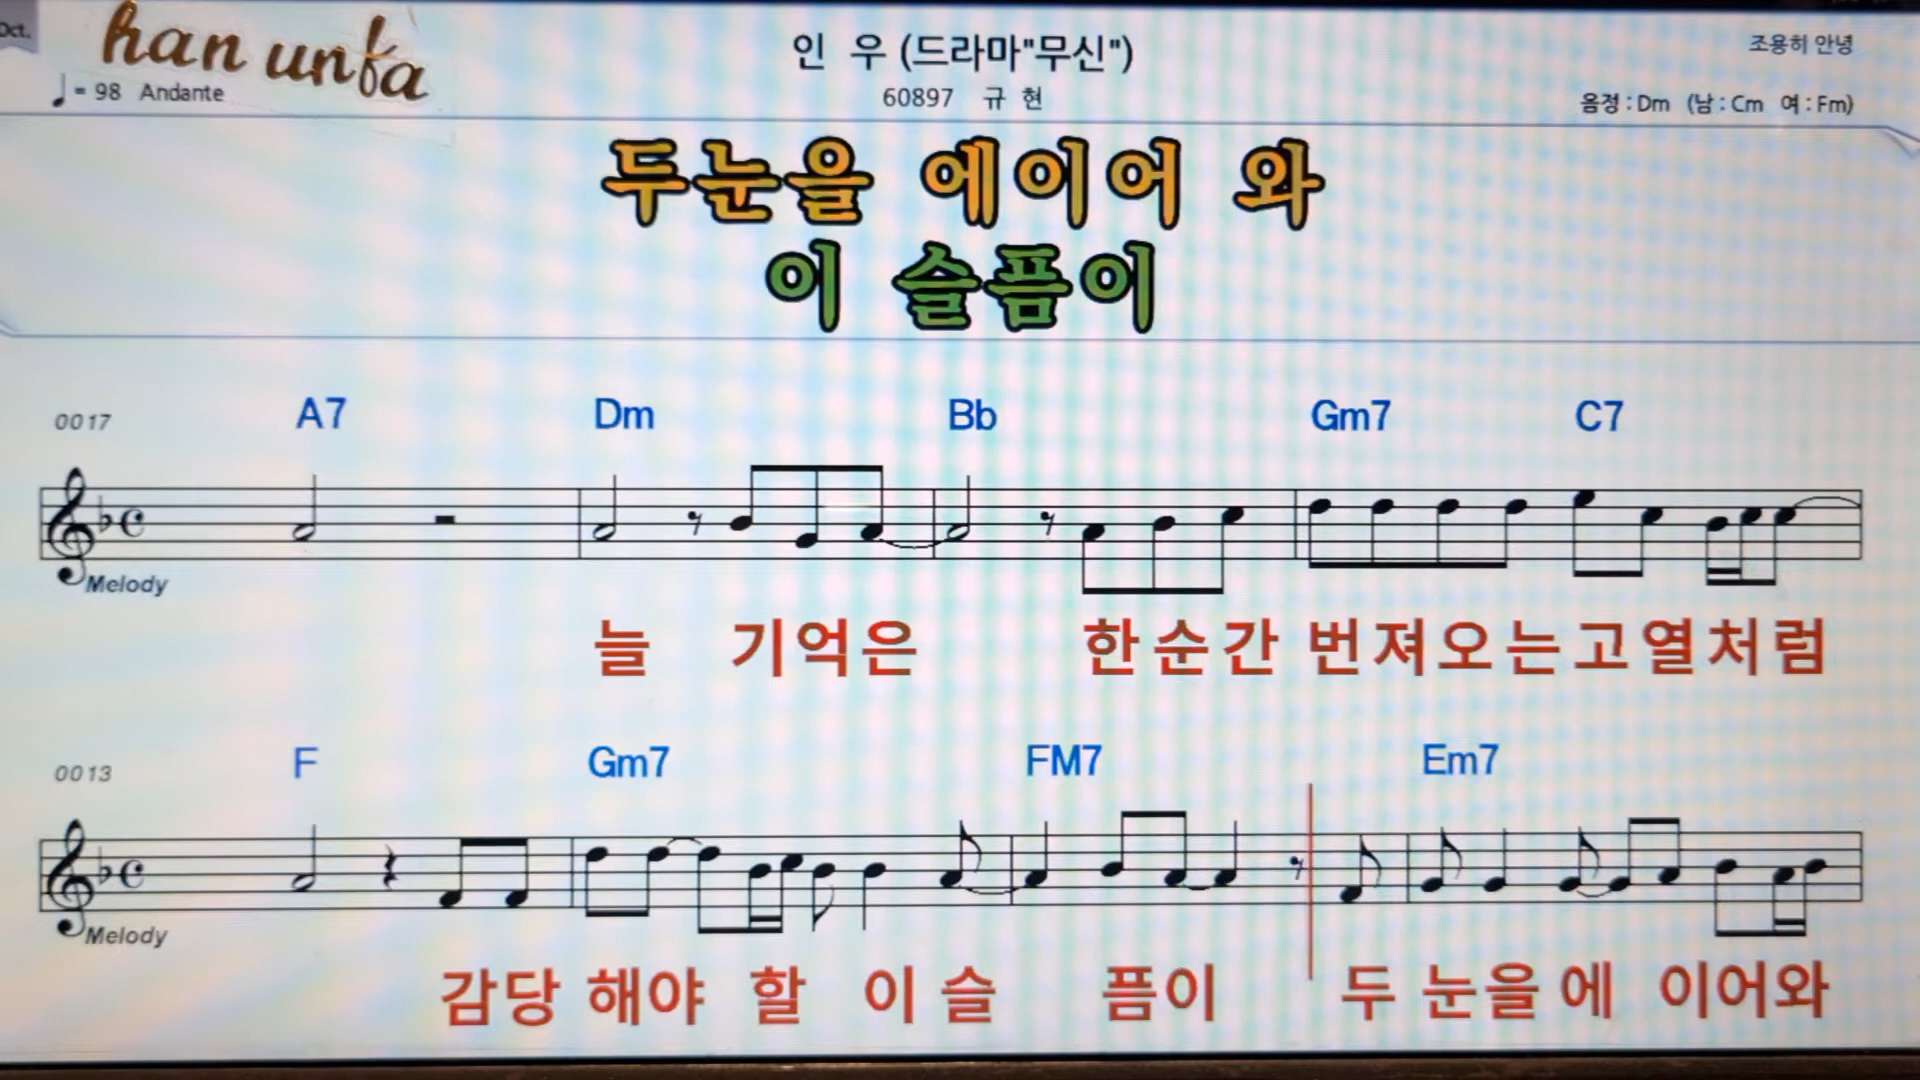 Oct.
han unfa
인 우 (드라마"무신")
조용히 안녕
= 98 Andante
60897 규 현
음정 : Dm (남 : Cm 여 : Fm)
두눈을 에이어 와
이 슬픔이
0017 A7 Dm Bb Gm7 C7
Melody
늘 기억은 한순간 번져오는고열처럼
0013 F Gm7 FM7 Em7
Melody
감당 해야 할 이슬 픔이 두 눈을에 이어와